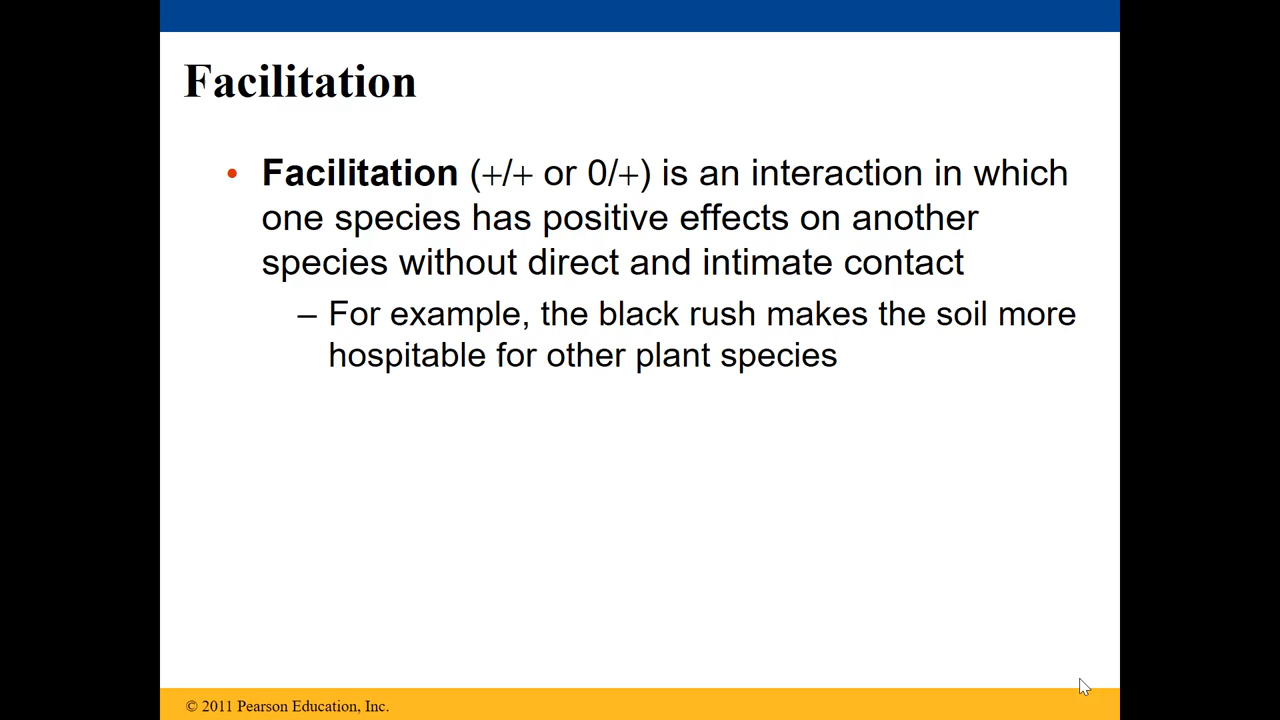 Facilitation
• Facilitation (+/+ or 0/+) is an interaction in which
one species has positive effects on another
species without direct and intimate contact
– For example, the black rush makes the soil more
hospitable for other plant species
© 2011 Pearson Education, Inc.